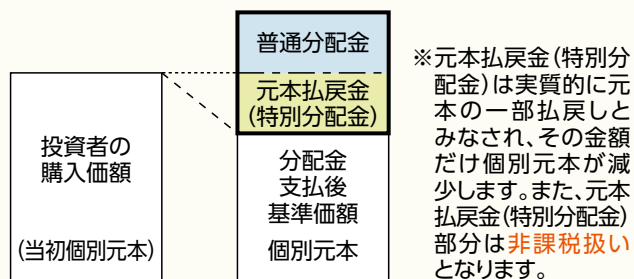 投資者の
購入価額
(当初個別元本)
普通分配金
元本払戻金
(特別分配金)
分配金
支払後
基準価額
個別元本
※元本払戻金(特別分
配金)は実質的に元
本の一部払戻しと
みなされ、その金額
だけ個別元本が減
少します。また、元本
払戻金(特別分配金)
部分は非課税扱い
となります。